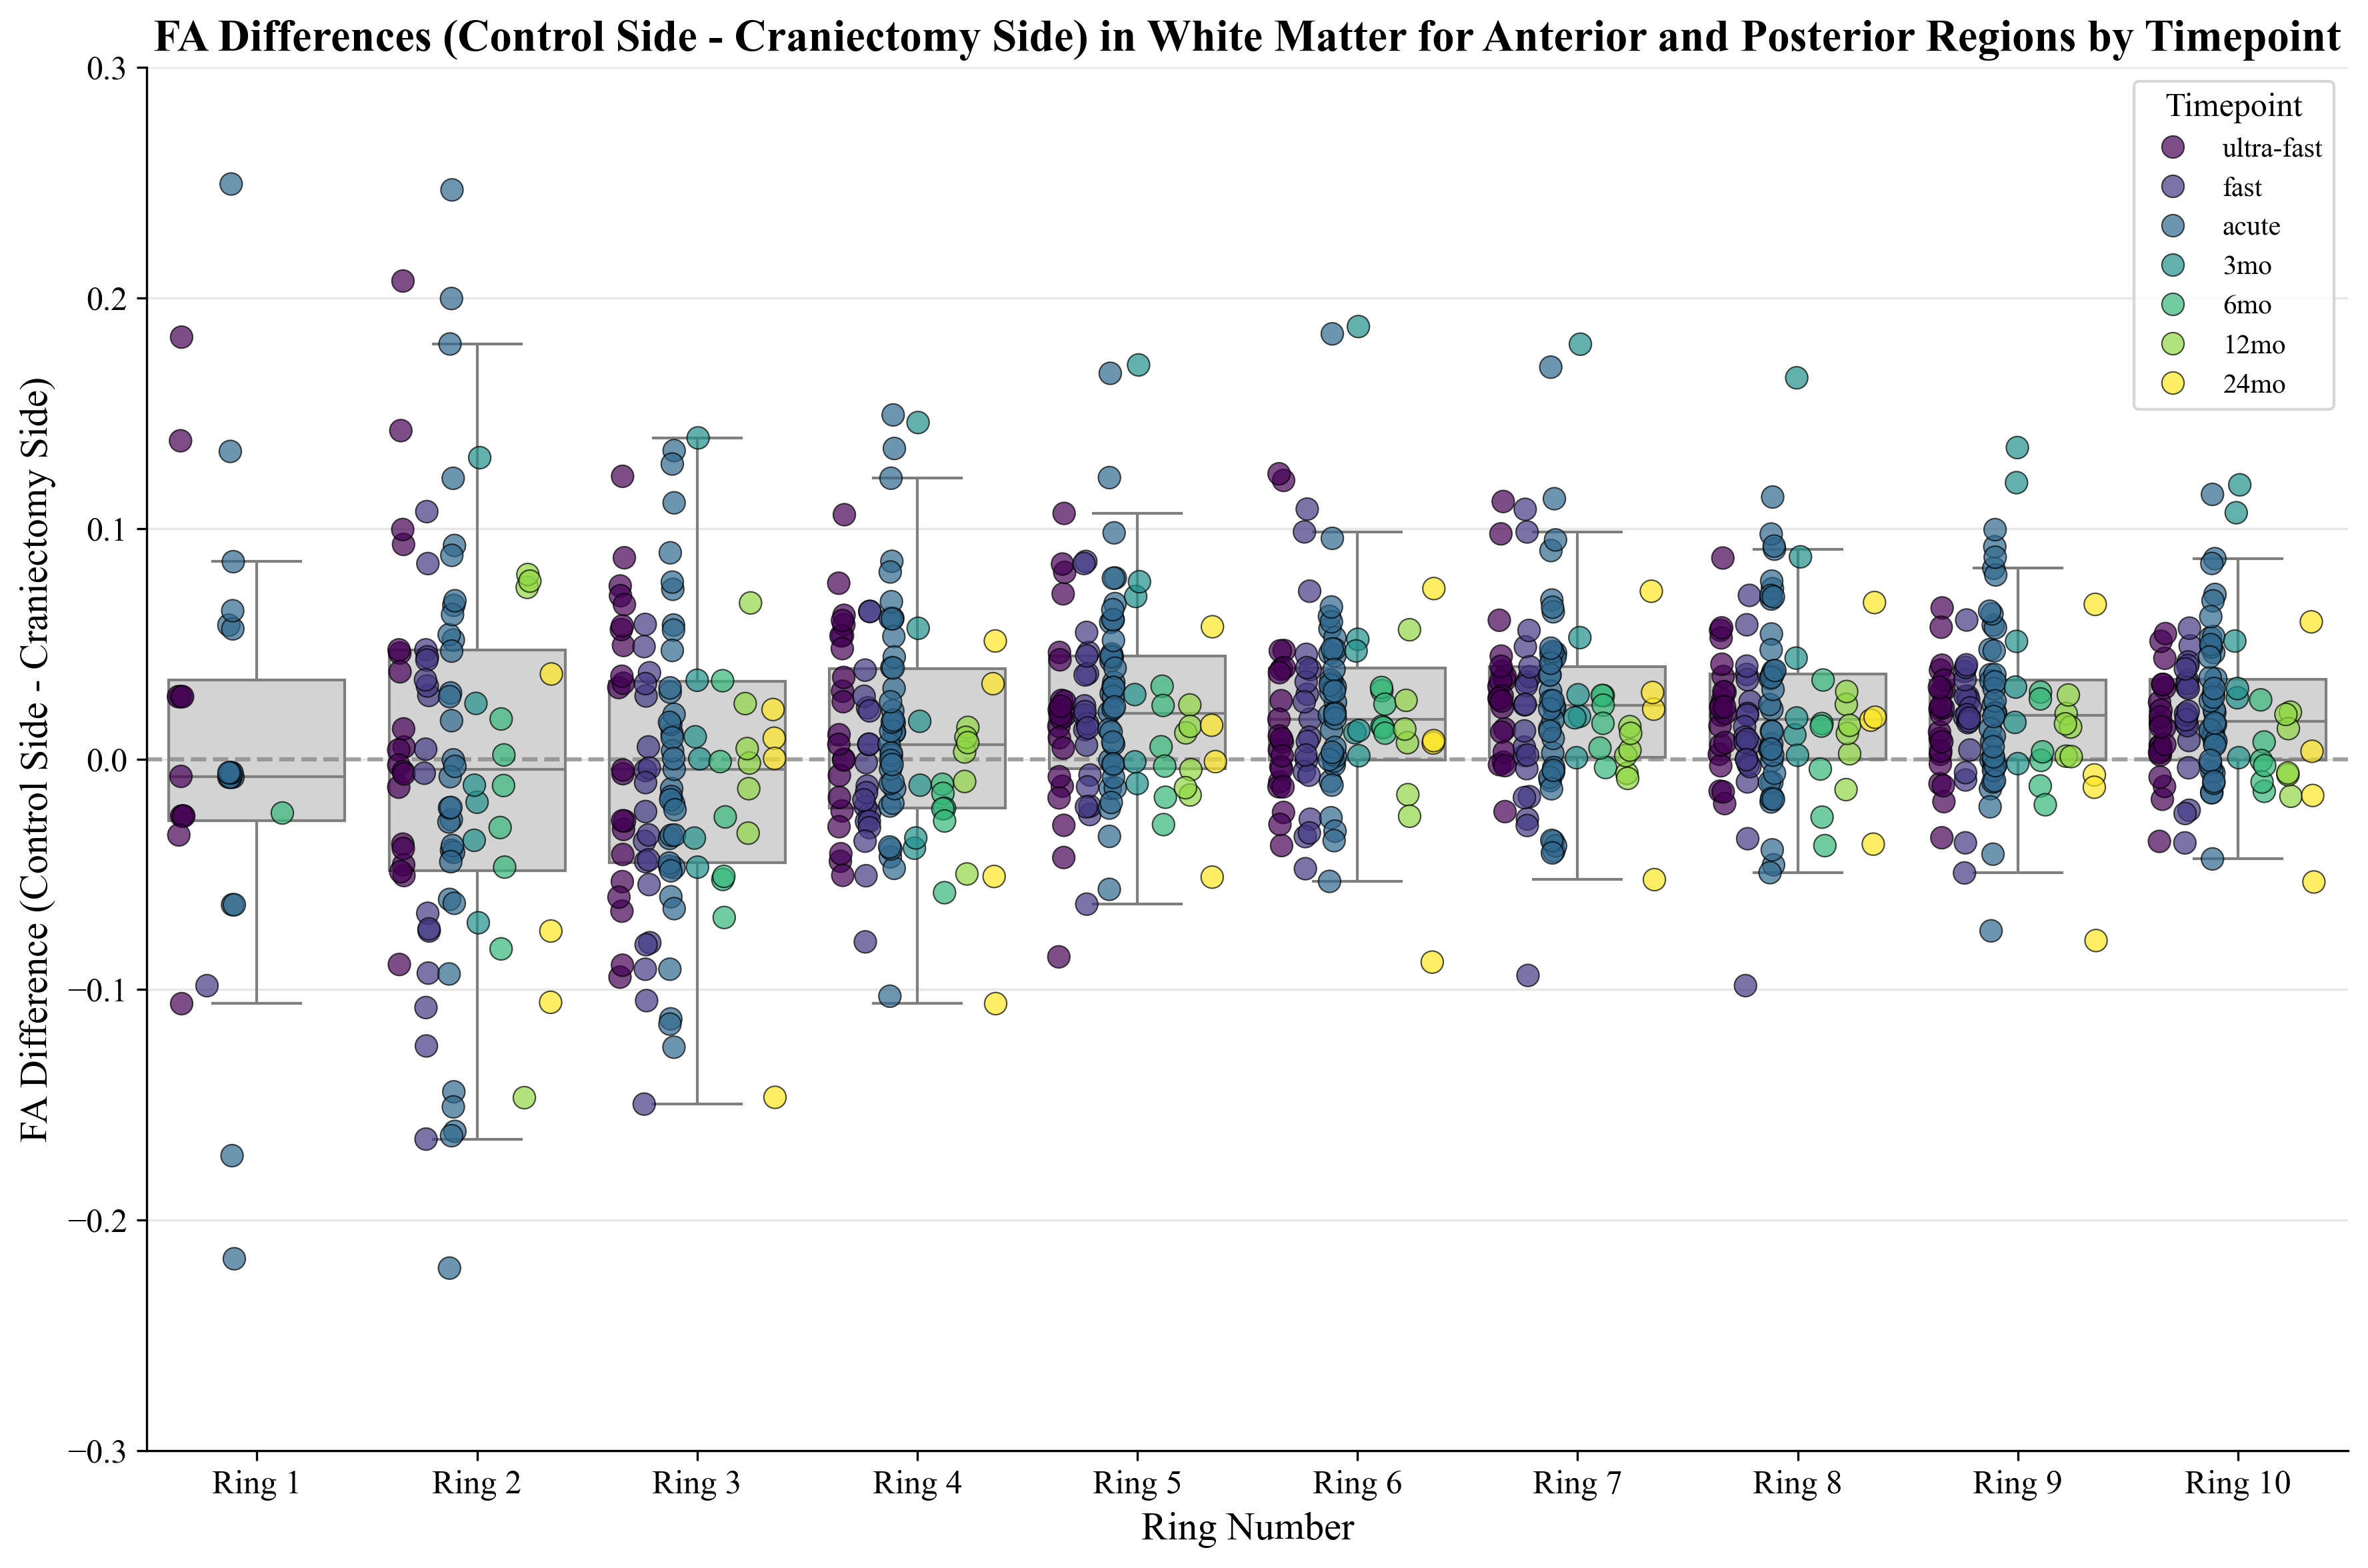 FA Differences (Control Side - Craniectomy Side) in White Matter for Anterior and Posterior Regions by Timepoint
FA Difference (Control Side - Craniectomy Side)
0.3
0.2
0.1
0.0
−0.1
−0.2
−0.3
Timepoint
ultra-fast
fast
acute
3mo
6mo
12mo
24mo
Ring 1 Ring 2 Ring 3 Ring 4 Ring 5 Ring 6 Ring 7 Ring 8 Ring 9 Ring 10
Ring Number